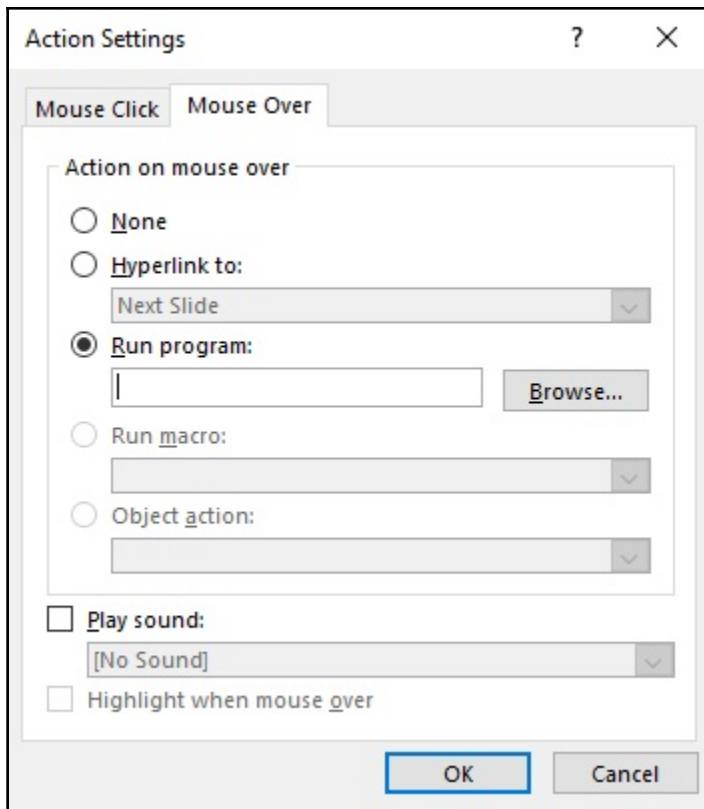 Action Settings ? ×
Mouse Click Mouse Over
Action on mouse over
None
Hyperlink to:
Next Slide
Run program:
Browse...
Run macro:
Object action:
Play sound:
[No Sound]
Highlight when mouse over
OK Cancel